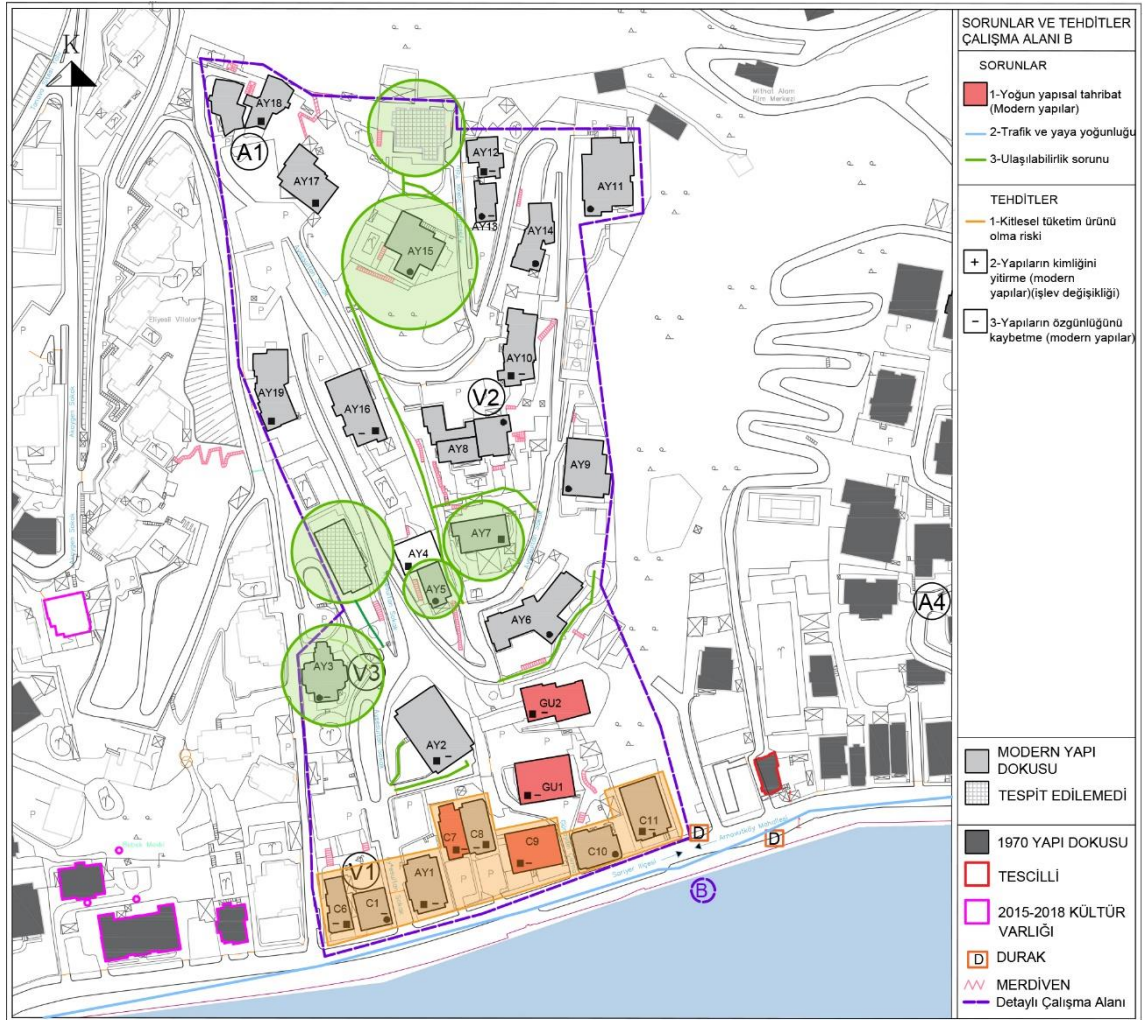 SORUNLAR VE TEHDİTLER
ÇALIŞMA ALANI B
SORUNLAR
1-Yoğun yapısal tahribat
(Modern yapılar)
2-Trafik ve yaya yoğunluğu
3-Ulaşılabilirlik sorunu
TEHDİTLER
1-Kitlesel tüketim ürünü
olma riski
+
2-Yapıların kimliğini
yitirme (modern
yapılar)(işlev değişikliği)
-
3-Yapıların özgünlüğünü
kaybetme (modern yapılar)
MODERN YAPI
DOKUSU
TESPİT EDİLEMEDİ
1970 YAPI DOKUSU
TESCİLLİ
2015-2018 KÜLTÜR
VARLIĞI
D
DURAK
MERDİVEN
Detaylı Çalışma Alanı
K
Mithat Alam
Film Merkezi
AY18
A1
AY17
AY12
AY11
AY13
AY14
AY15
AY10
AY19
AY16
V2
AY8
AY9
AY7
AY4
AY5
AY6
A4
AY3
V3
GU2
AY2
GU1
C7
C8
C9
C10
C11
V1
C6
C1
AY1
D
D
B
Sarıyer İlçesi
Arnavutköy Mahallesi